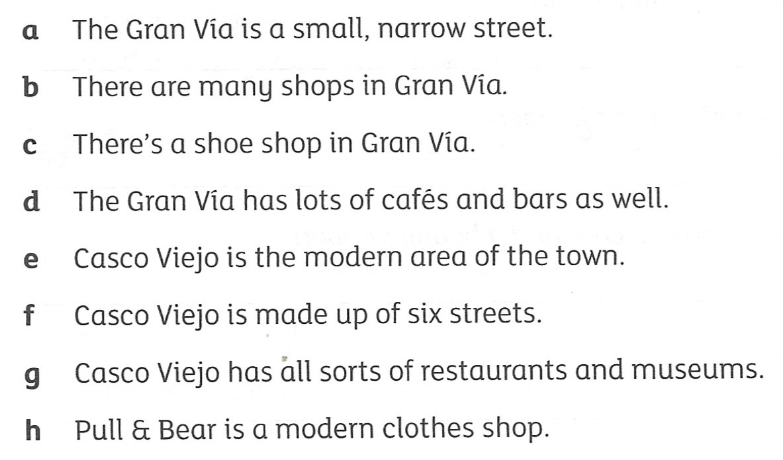 a The Gran Vía is a small, narrow street.
b There are many shops in Gran Vía.
c There's a shoe shop in Gran Vía.
d The Gran Vía has lots of cafés and bars as well.
e Casco Viejo is the modern area of the town.
f Casco Viejo is made up of six streets.
g Casco Viejo has all sorts of restaurants and museums.
h Pull & Bear is a modern clothes shop.